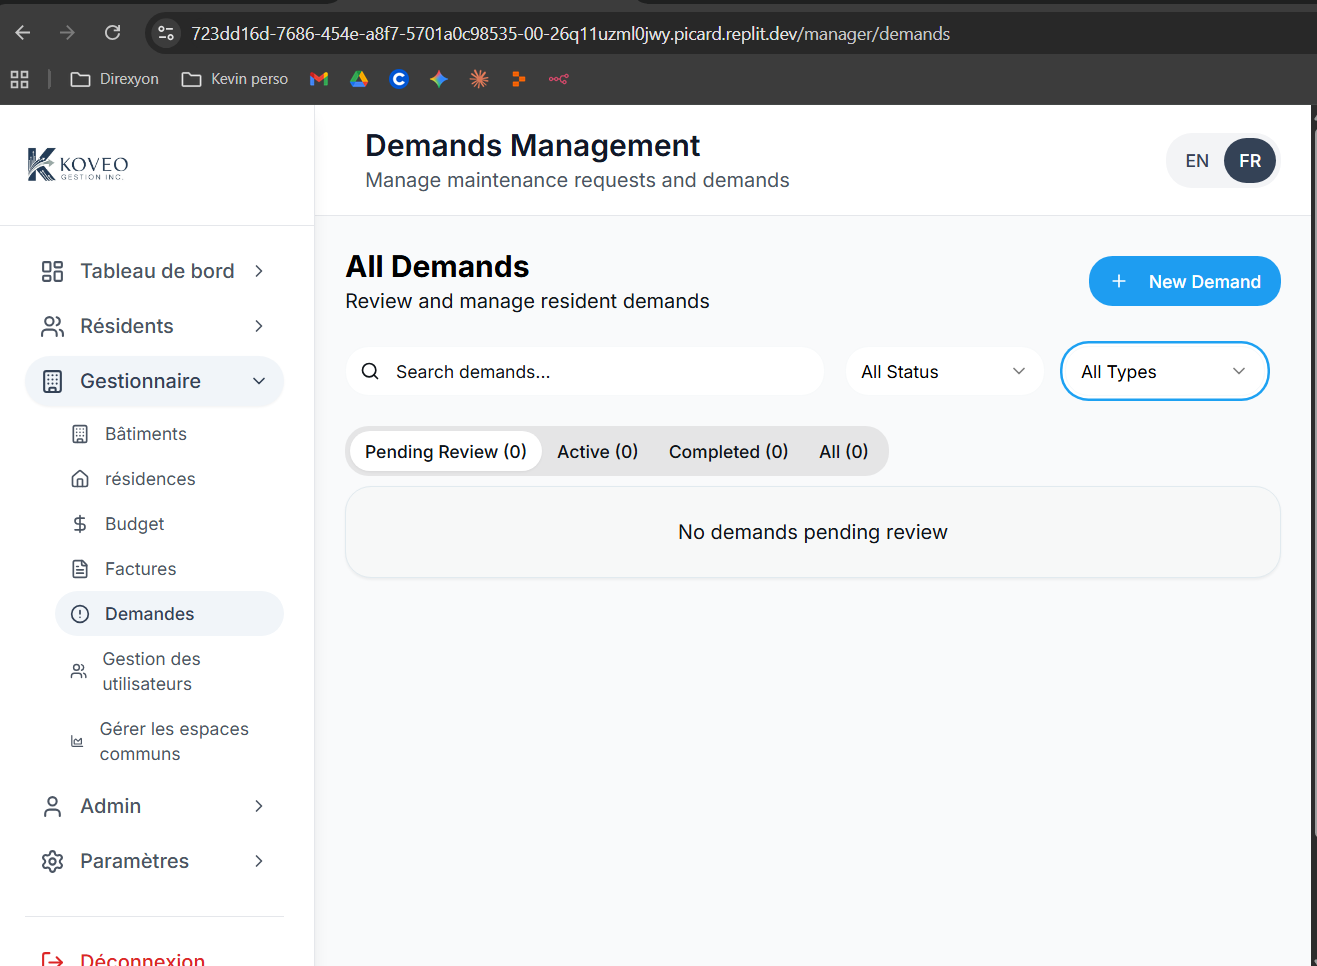 723dd16d-7686-454e-a8f7-5701a0c98535-00-26q11uzml0jwy.picard.replit.dev/manager/demands
Direxyon
Kevin perso
KOVEO
GESTION INC.
Demands Management
Manage maintenance requests and demands
EN
FR
Tableau de bord
Résidents
Gestionnaire
Bâtiments
résidences
Budget
Factures
Demandes
Gestion des
utilisateurs
Gérer les espaces
communs
Admin
Paramètres
Déconnexion
All Demands
Review and manage resident demands
New Demand
Search demands...
All Status
All Types
Pending Review (0)
Active (0)
Completed (0)
All (0)
No demands pending review